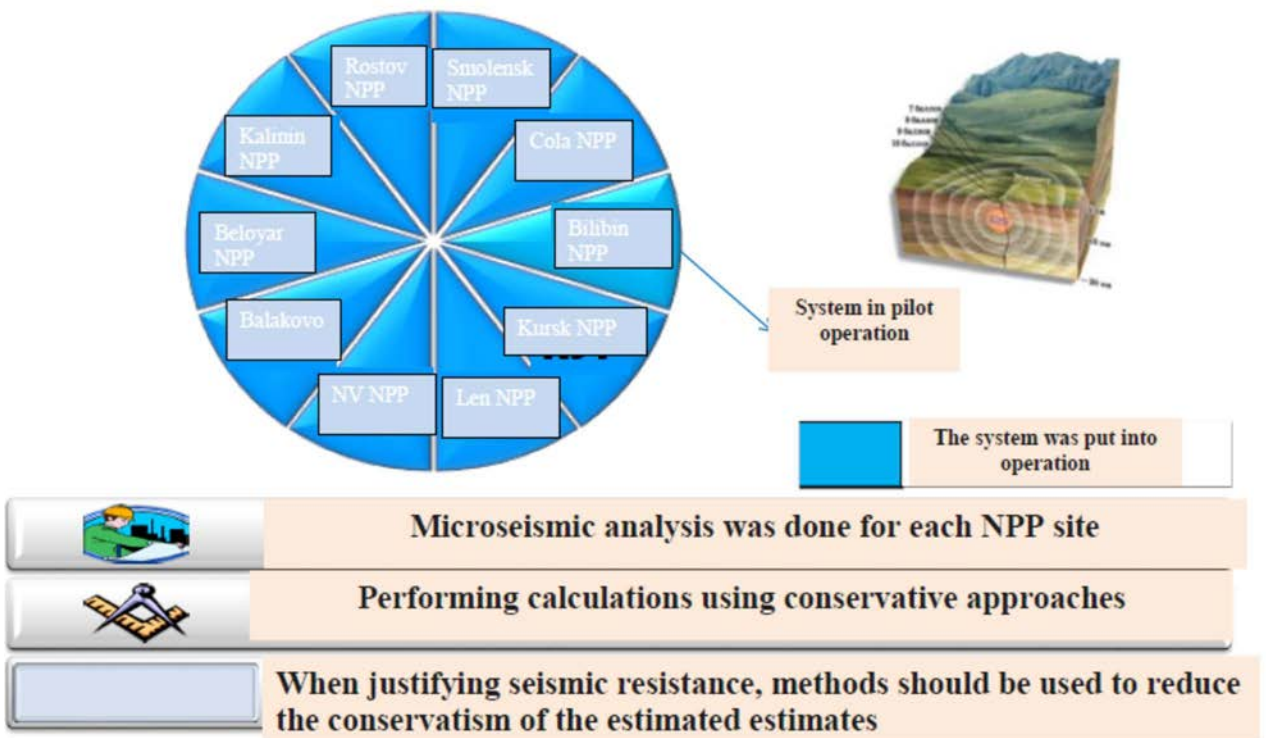 Rostov
NPP
Smolensk
NPP
Kalinin
NPP
Cola NPP
Beloyar
NPP
Bilibin
NPP
Balakovo
Kursk NPP
NV NPP
Len NPP
System in pilot
operation
The system was put into
operation
Microseismic analysis was done for each NPP site
Performing calculations using conservative approaches
When justifying seismic resistance, methods should be used to reduce
the conservatism of the estimated estimates